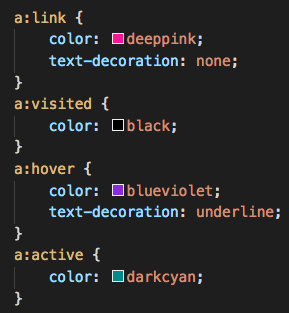 a:link {
    color: deeppink;
    text-decoration: none;
}
a:visited {
    color: black;
}
a:hover {
    color: blueviolet;
    text-decoration: underline;
}
a:active {
    color: darkcyan;
}